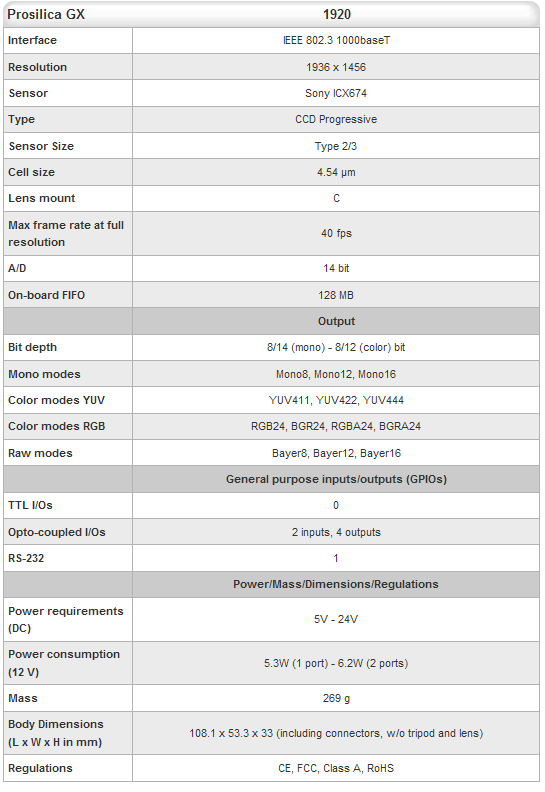 Prosilica GX 1920
Interface IEEE 802.3 1000baseT
Resolution 1936 x 1456
Sensor Sony ICX674
Type CCD Progressive
Sensor Size Type 2/3
Cell size 4.54 µm
Lens mount C
Max frame rate at full
resolution 40 fps
A/D 14 bit
On-board FIFO 128 MB
Output
Bit depth 8/14 (mono) - 8/12 (color) bit
Mono modes Mono8, Mono12, Mono16
Color modes YUV YUV411, YUV422, YUV444
Color modes RGB RGB24, BGR24, RGBA24, BGRA24
Raw modes Bayer8, Bayer12, Bayer16
General purpose inputs/outputs (GPIOs)
TTL I/Os 0
Opto-coupled I/Os 2 inputs, 4 outputs
RS-232 1
Power/Mass/Dimensions/Regulations
Power requirements
(DC) 5V - 24V
Power consumption
(12 V) 5.3W (1 port) - 6.2W (2 ports)
Mass 269 g
Body Dimensions
(L x W x H in mm) 108.1 x 53.3 x 33 (including connectors, w/o tripod and lens)
Regulations CE, FCC, Class A, RoHS